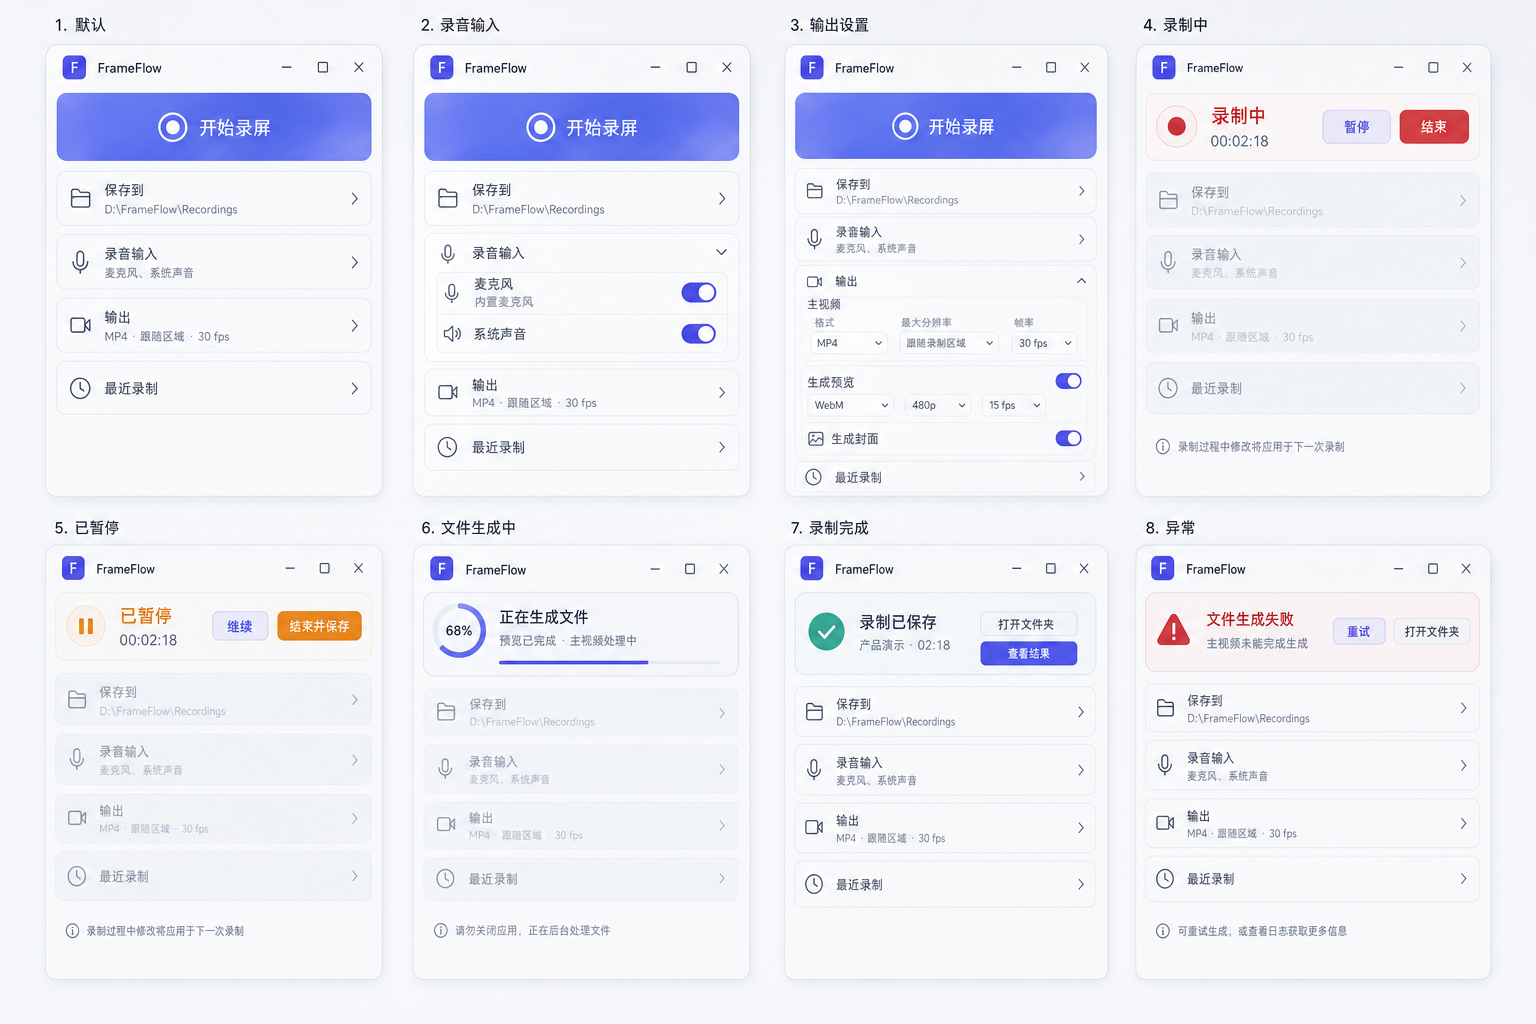 1. 默认
F FrameFlow
开始录屏
保存到
D:\FrameFlow\Recordings
录音输入
麦克风、系统声音
输出
MP4 · 跟随区域 · 30 fps
最近录制
2. 录音输入
F FrameFlow
开始录屏
保存到
D:\FrameFlow\Recordings
录音输入
麦克风
内置麦克风
系统声音
输出
MP4 · 跟随区域 · 30 fps
最近录制
3. 输出设置
F FrameFlow
开始录屏
保存到
D:\FrameFlow\Recordings
录音输入
麦克风、系统声音
输出
主视频
格式 最大分辨率 帧率
MP4 跟随录制区域 30 fps
生成预览
WebM 480p 15 fps
生成封面
最近录制
4. 录制中
F FrameFlow
录制中
00:02:18
暂停 结束
保存到
D:\FrameFlow\Recordings
录音输入
麦克风、系统声音
输出
MP4 · 跟随区域 · 30 fps
最近录制
录制过程中修改将应用于下一次录制
5. 已暂停
F FrameFlow
已暂停
00:02:18
继续 结束并保存
保存到
D:\FrameFlow\Recordings
录音输入
麦克风、系统声音
输出
MP4 · 跟随区域 · 30 fps
最近录制
录制过程中修改将应用于下一次录制
6. 文件生成中
F FrameFlow
68%
正在生成文件
预览已完成 · 主视频处理中
保存到
D:\FrameFlow\Recordings
录音输入
麦克风、系统声音
输出
MP4 · 跟随区域 · 30 fps
最近录制
请勿关闭应用，正在后台处理文件
7. 录制完成
F FrameFlow
录制已保存
产品演示 · 02:18
打开文件夹
查看结果
保存到
D:\FrameFlow\Recordings
录音输入
麦克风、系统声音
输出
MP4 · 跟随区域 · 30 fps
最近录制
8. 异常
F FrameFlow
文件生成失败
主视频未能完成生成
重试 打开文件夹
保存到
D:\FrameFlow\Recordings
录音输入
麦克风、系统声音
输出
MP4 · 跟随区域 · 30 fps
最近录制
可重试生成，或查看日志获取更多信息